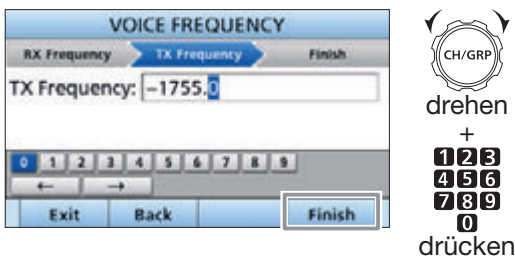 VOICE FREQUENCY
RX Frequency TX Frequency Finish
TX Frequency: –1755.0
0 1 2 3 4 5 6 7 8 9
← →
Exit Back Finish
CH/GRP
drehen
+
1 2 3
4 5 6
7 8 9
0
drücken